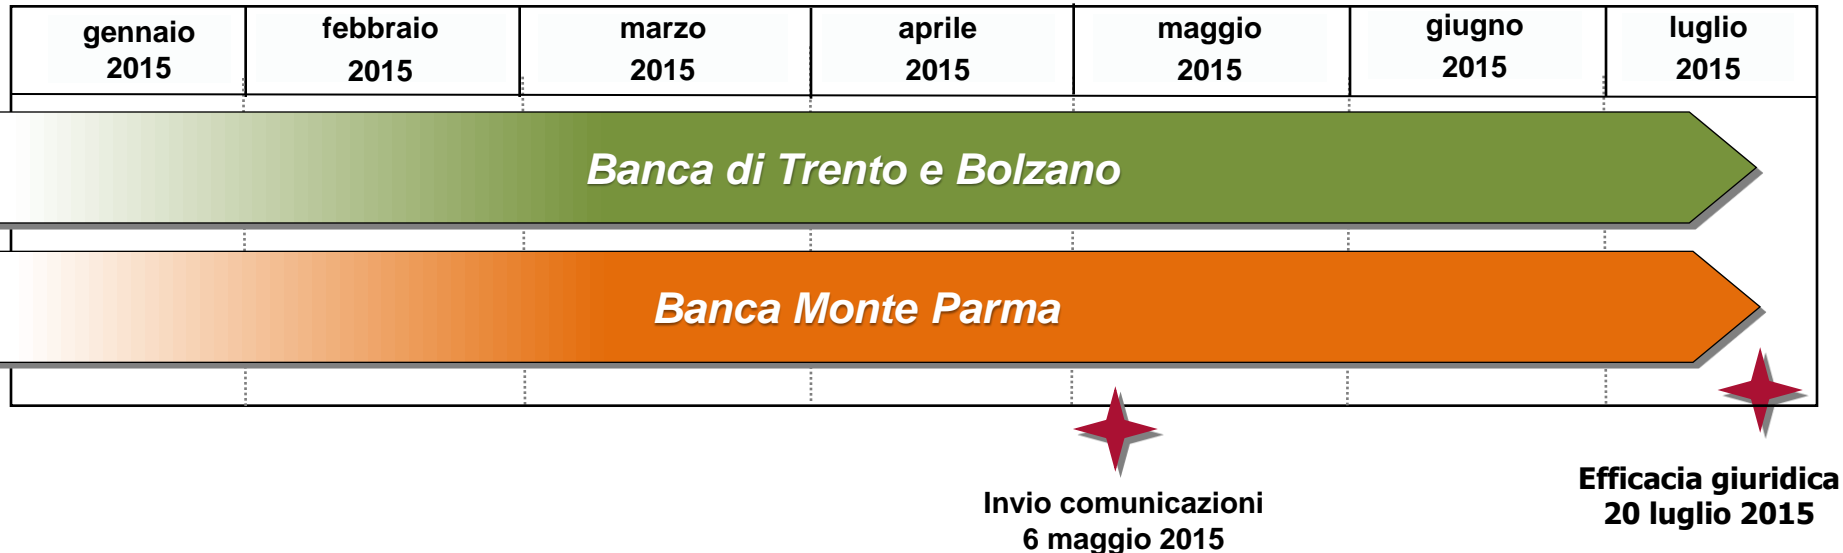 gennaio
2015
febbraio
2015
marzo
2015
aprile
2015
maggio
2015
giugno
2015
luglio
2015
Banca di Trento e Bolzano
Banca Monte Parma
Invio comunicazioni
6 maggio 2015
Efficacia giuridica
20 luglio 2015